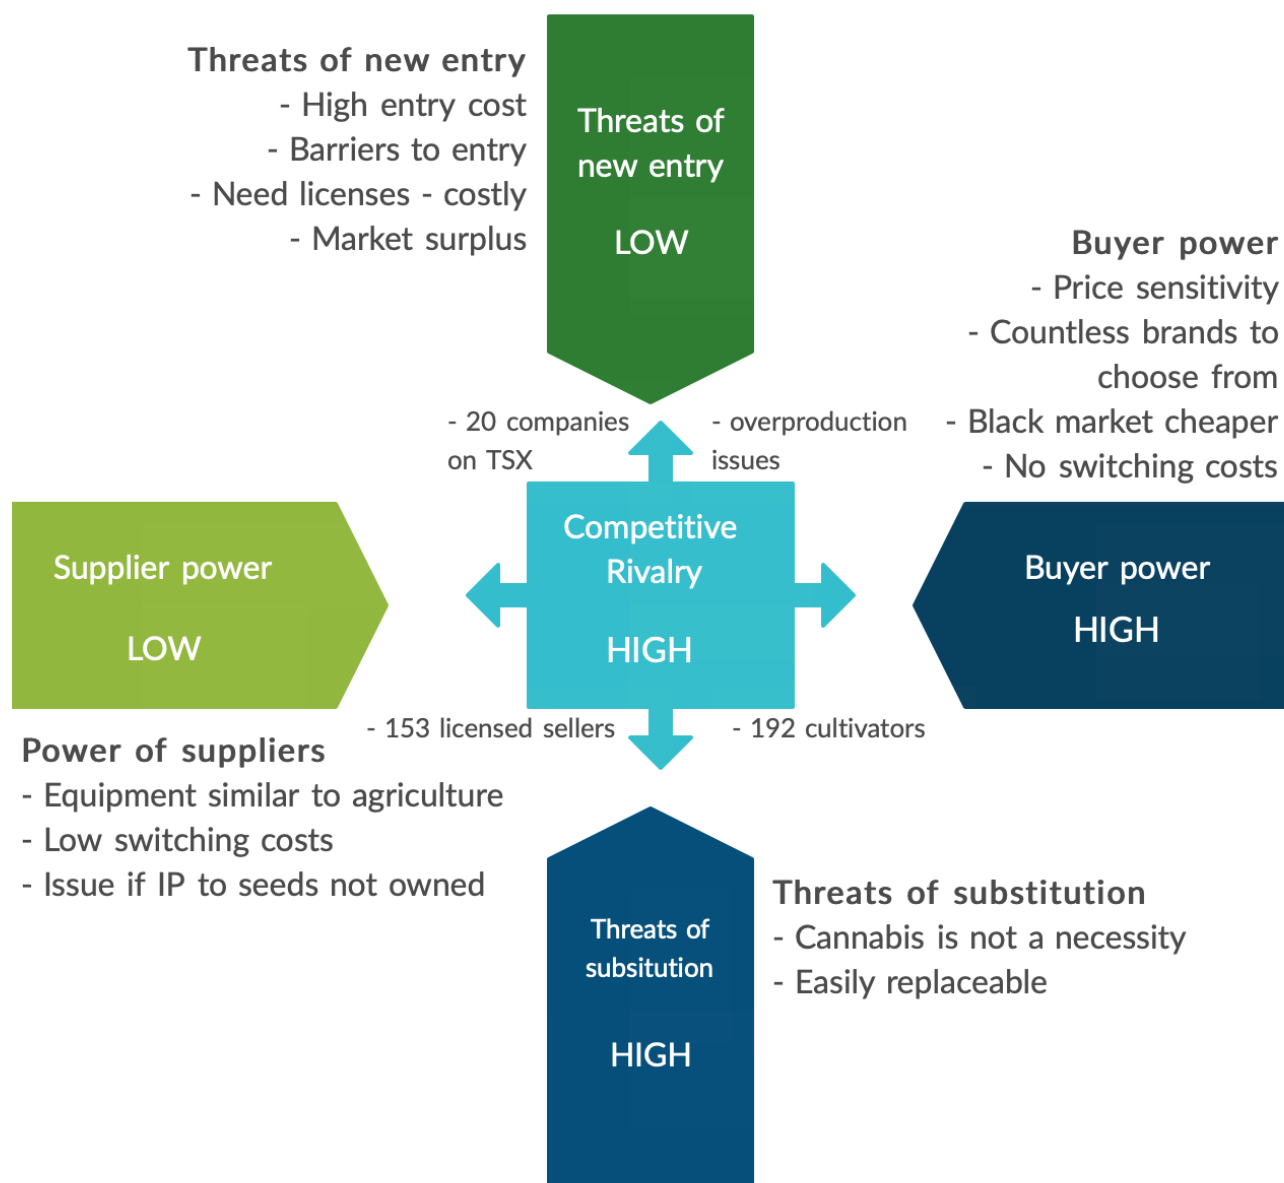 Threats of new entry
- High entry cost
- Barriers to entry
- Need licenses - costly
- Market surplus
Threats of
new entry
LOW
Buyer power
- Price sensitivity
- Countless brands to
choose from
- Black market cheaper
- No switching costs
- 20 companies
on TSX
- overproduction
issues
Supplier power
LOW
Competitive
Rivalry
HIGH
Buyer power
HIGH
- 153 licensed sellers
- 192 cultivators
Power of suppliers
- Equipment similar to agriculture
- Low switching costs
- Issue if IP to seeds not owned
Threats of
subsitution
HIGH
Threats of substitution
- Cannabis is not a necessity
- Easily replaceable